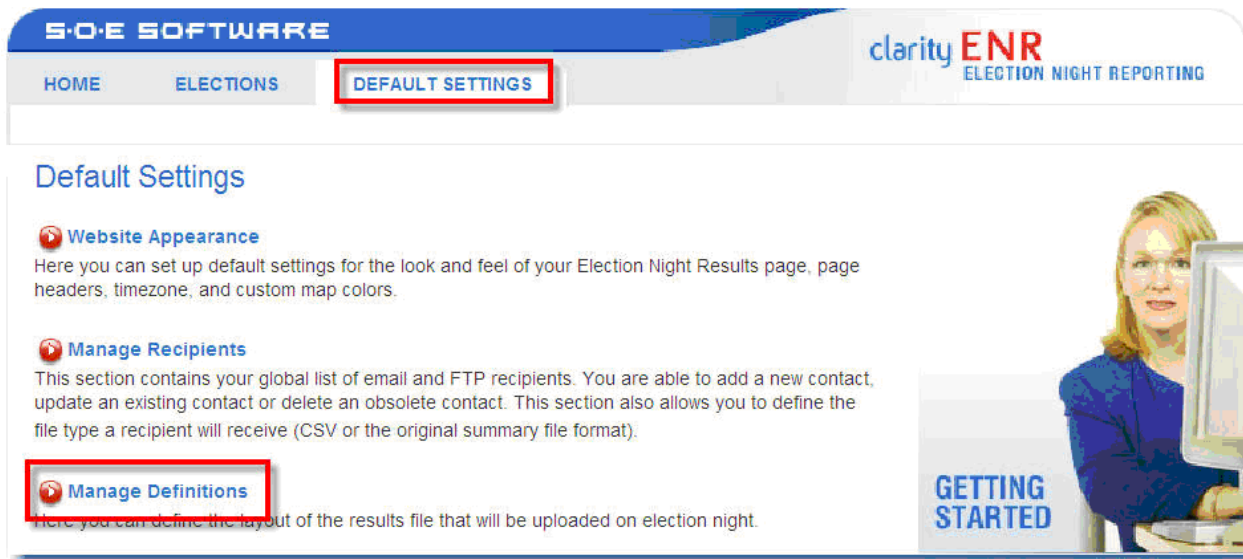 S·O·E SOFTWARE
clarity ENR
ELECTION NIGHT REPORTING
HOME ELECTIONS DEFAULT SETTINGS
Default Settings
Website Appearance
Here you can set up default settings for the look and feel of your Election Night Results page, page
headers, timezone, and custom map colors.
Manage Recipients
This section contains your global list of email and FTP recipients. You are able to add a new contact,
update an existing contact or delete an obsolete contact. This section also allows you to define the
file type a recipient will receive (CSV or the original summary file format).
Manage Definitions
Here you can define the layout of the results file that will be uploaded on election night.
GETTING
STARTED